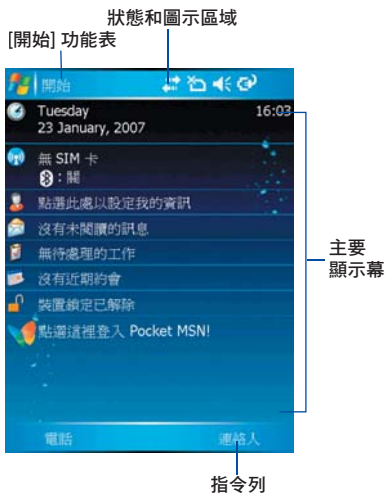 狀態和圖示區域
[開始] 功能表
開始
Tuesday 16:03
23 January, 2007
無 SIM 卡
：關
點選此處以設定我的資訊
沒有未閱讀的訊息
無待處理的工作
沒有近期約會
裝置鎖定已解除
點選這裡登入 Pocket MSN!
主要
顯示幕
電話 連絡人
指令列